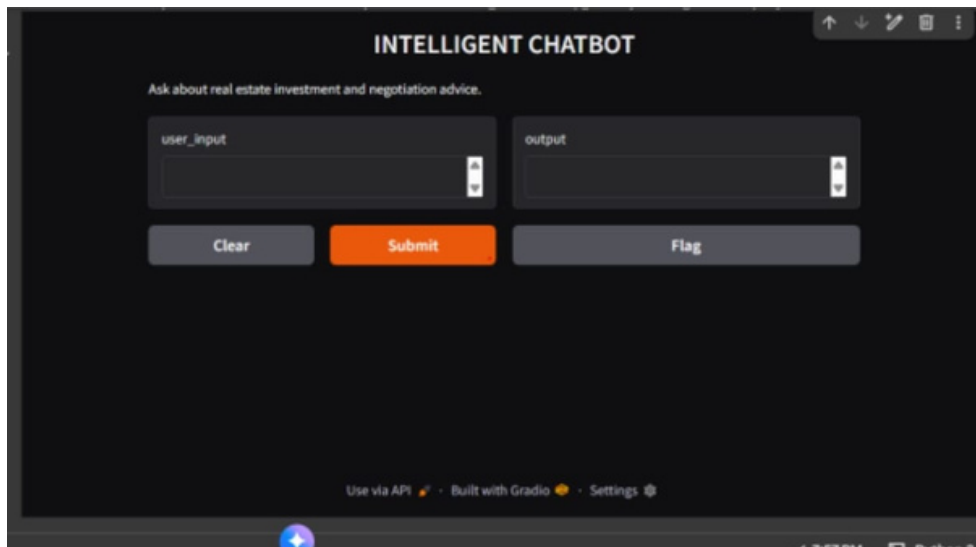 INTELLIGENT CHATBOT
Ask about real estate investment and negotiation advice.
user_input
output
Clear
Submit
Flag
Use via API · Built with Gradio · Settings